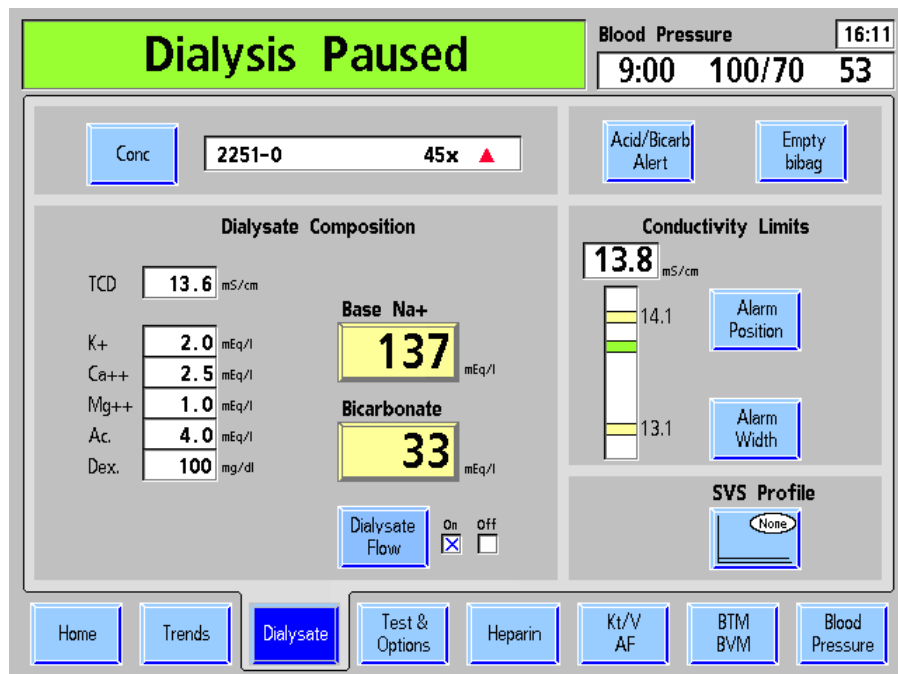 Dialysis Paused
Blood Pressure
16:11
9:00 100/70 53
Conc
2251-0 45x
Acid/Bicarb
Alert
Empty
bibag
Dialysate Composition
TCD 13.6 mS/cm
K+ 2.0 mEq/l
Ca++ 2.5 mEq/l
Mg++ 1.0 mEq/l
Ac. 4.0 mEq/l
Dex. 100 mg/dl
Base Na+
137 mEq/l
Bicarbonate
33 mEq/l
Dialysate
Flow
On Off
Conductivity Limits
13.8 mS/cm
14.1
13.1
Alarm
Position
Alarm
Width
SVS Profile
None
Home
Trends
Dialysate
Test &
Options
Heparin
Kt/V
AF
BTM
BVM
Blood
Pressure